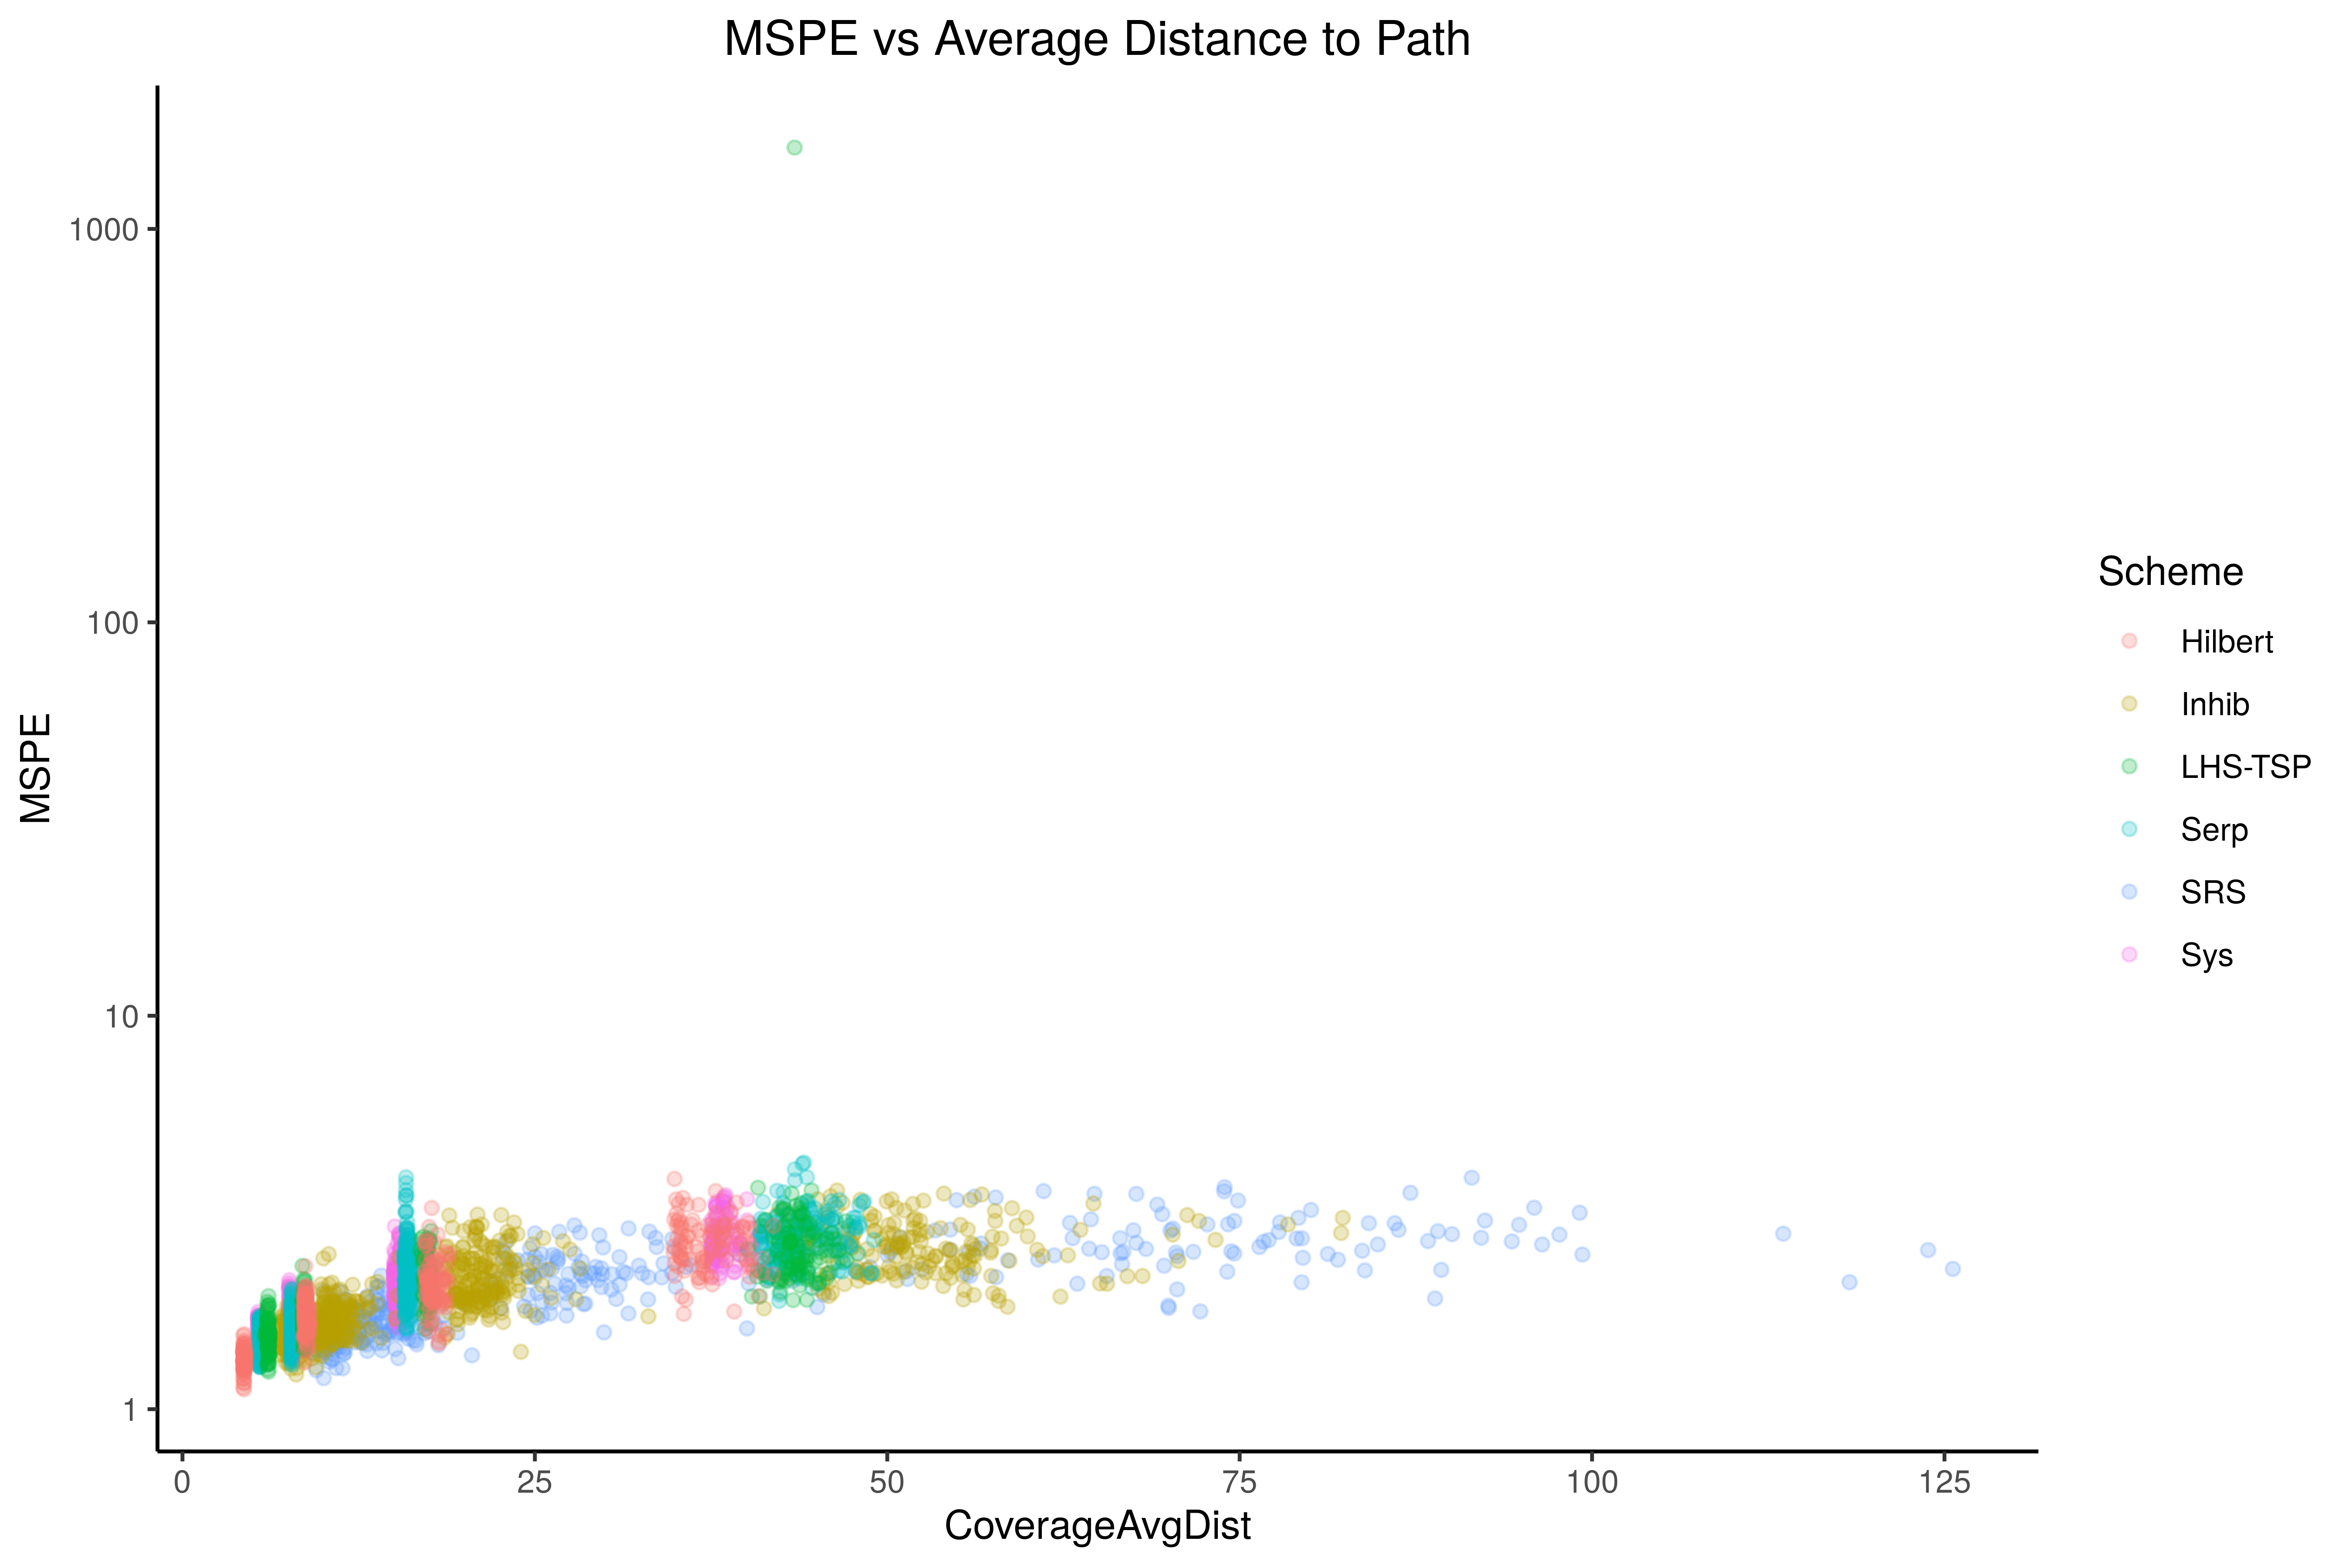 MSPE vs Average Distance to Path
MSPE
1000
100
10
1
0 25 50 75 100 125
CoverageAvgDist
Scheme
Hilbert
Inhib
LHS-TSP
Serp
SRS
Sys